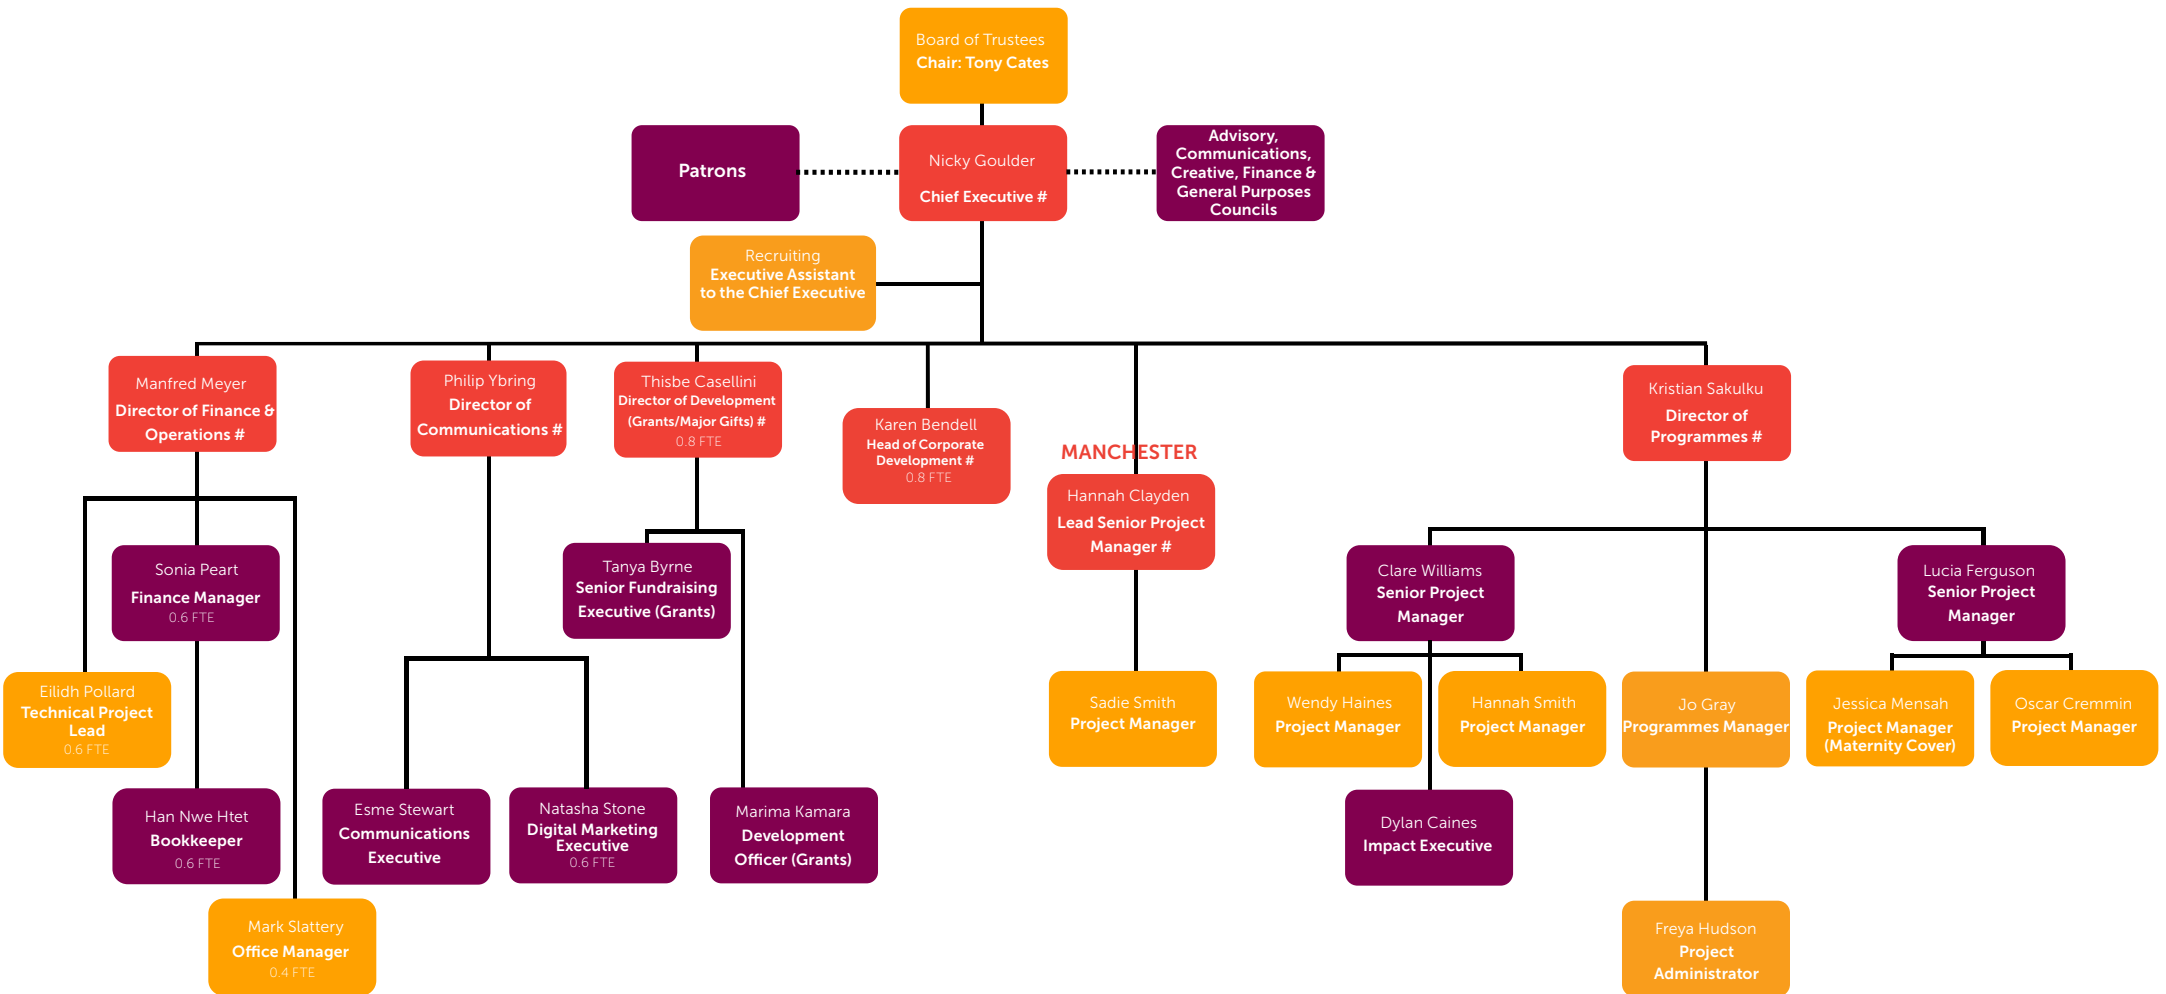 Board of Trustees
Chair: Tony Cates
Patrons
Nicky Goulder
Chief Executive #
Advisory,
Communications,
Creative, Finance &
General Purposes
Councils
Recruiting
Executive Assistant
to the Chief Executive
Manfred Meyer
Director of Finance &
Operations #
Philip Ybring
Director of
Communications #
Thisbe Casellini
Director of Development
(Grants/Major Gifts) #
0.8 FTE
Karen Bendell
Head of Corporate
Development #
0.8 FTE
MANCHESTER
Hannah Clayden
Lead Senior Project
Manager #
Kristian Sakulku
Director of
Programmes #
Sonia Peart
Finance Manager
0.6 FTE
Tanya Byrne
Senior Fundraising
Executive (Grants)
Clare Williams
Senior Project
Manager
Lucia Ferguson
Senior Project
Manager
Eilidh Pollard
Technical Project
Lead
0.6 FTE
Sadie Smith
Project Manager
Wendy Haines
Project Manager
Hannah Smith
Project Manager
Jo Gray
Programmes Manager
Jessica Mensah
Project Manager
(Maternity Cover)
Oscar Cremmin
Project Manager
Han Nwe Htet
Bookkeeper
0.6 FTE
Esme Stewart
Communications
Executive
Natasha Stone
Digital Marketing
Executive
0.6 FTE
Marima Kamara
Development
Officer (Grants)
Dylan Caines
Impact Executive
Mark Slattery
Office Manager
0.4 FTE
Freya Hudson
Project
Administrator